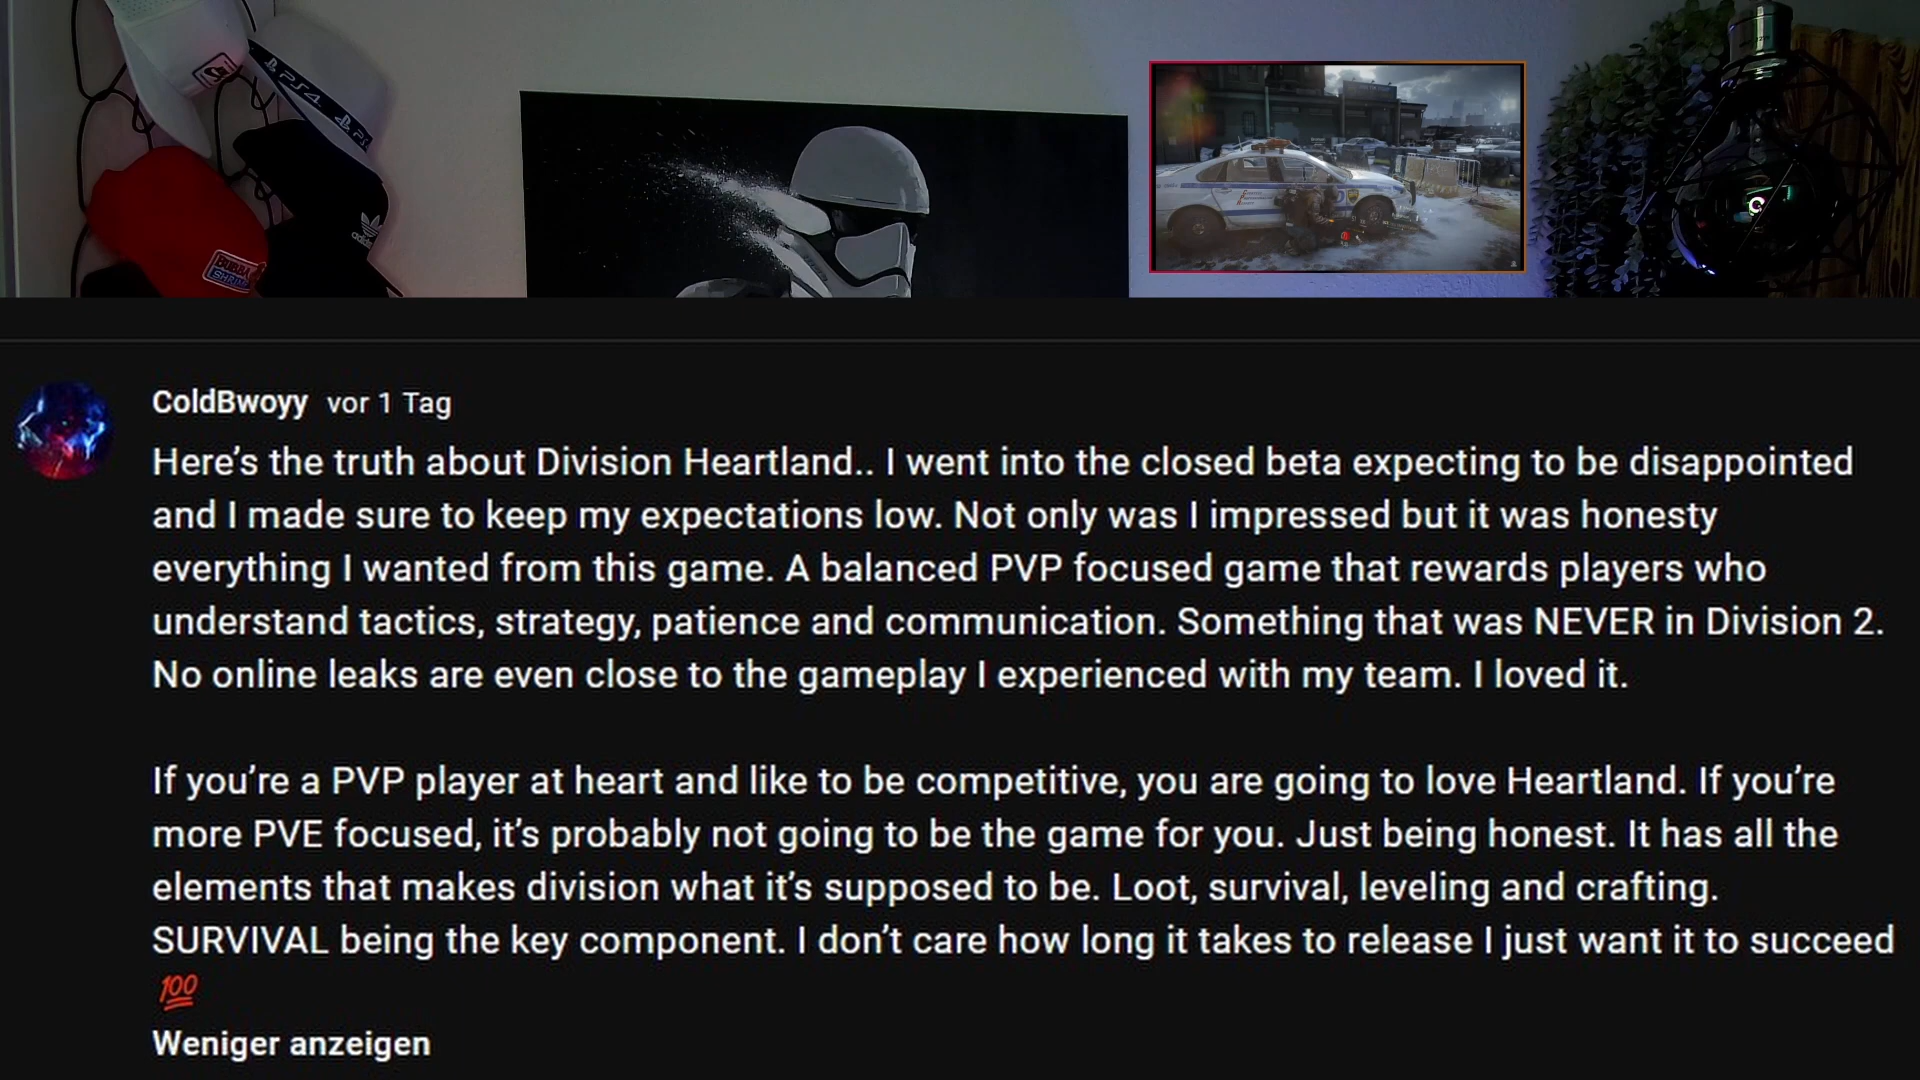 PS4
PS
adidas
BUBBA
SHRIMP
ColdBwoyy vor 1 Tag
Here’s the truth about Division Heartland.. I went into the closed beta expecting to be disappointed
and I made sure to keep my expectations low. Not only was I impressed but it was honesty
everything I wanted from this game. A balanced PVP focused game that rewards players who
understand tactics, strategy, patience and communication. Something that was NEVER in Division 2.
No online leaks are even close to the gameplay I experienced with my team. I loved it.
If you’re a PVP player at heart and like to be competitive, you are going to love Heartland. If you’re
more PVE focused, it’s probably not going to be the game for you. Just being honest. It has all the
elements that makes division what it’s supposed to be. Loot, survival, leveling and crafting.
SURVIVAL being the key component. I don’t care how long it takes to release I just want it to succeed
💯
Weniger anzeigen